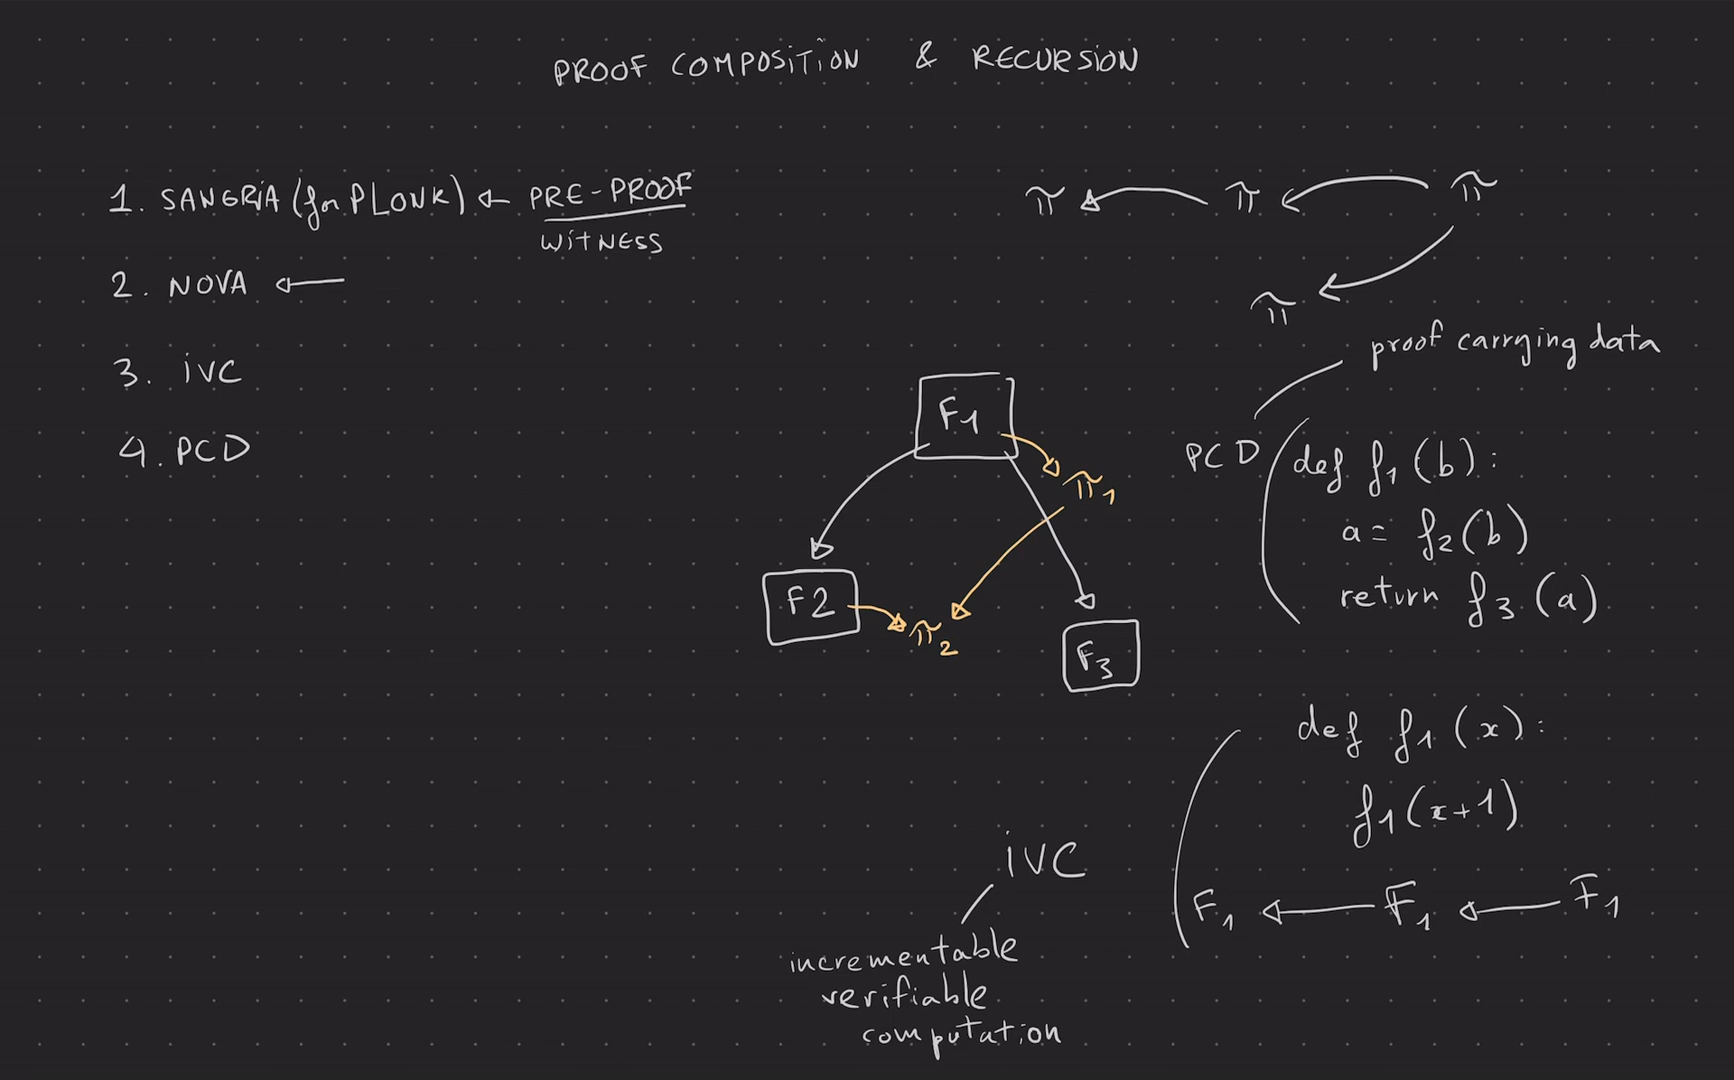 PROOF COMPOSITION & RECURSION
1. SANGRIA (for PLONK) ← PRE-PROOF
WITNESS
2. NOVA ←
3. IVC
4. PCD
π ← π ← π
π
proof carrying data
F1
π1
F2
π2
F3
PCD
def f1(b):
a = f2(b)
return f3(a)
def f1(x):
f1(x+1)
F1 ← F1 ← F1
IVC
incrementable
verifiable
computation